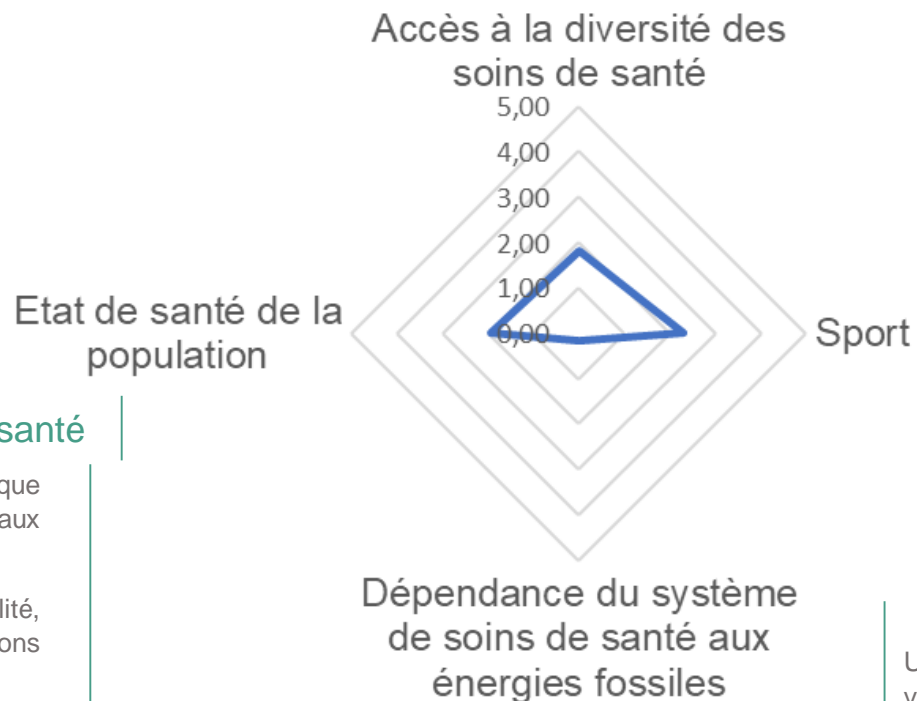 Accès à la diversité des
soins de santé
5,00
4,00
3,00
2,00
1,00
0,00
Etat de santé de la
population
Sport
santé
que
aux
lité,
ons
Dépendance du système
de soins de santé aux
énergies fossiles
U
v